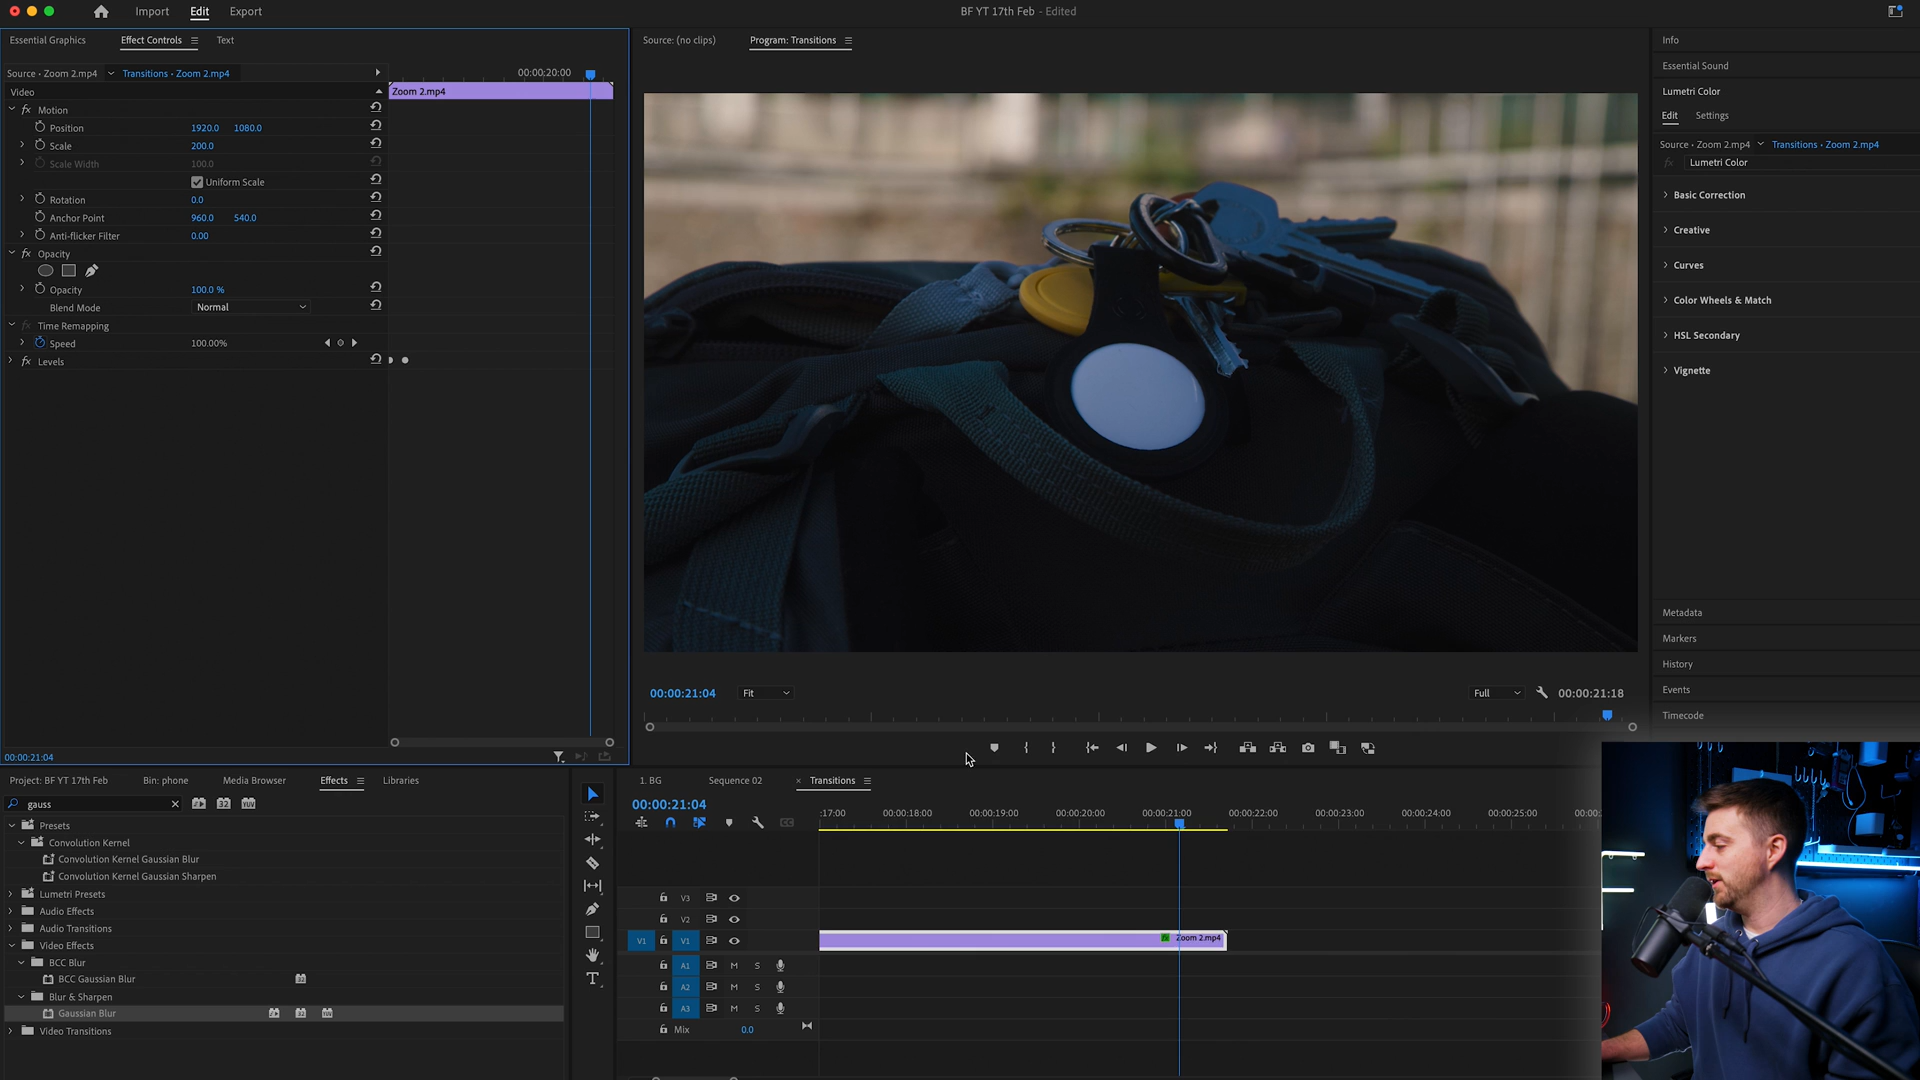 Import Edit Export
BF YT 17th Feb - Edited
Essential Graphics Effect Controls Text
Source: (no clips) Program: Transitions
Info
Essential Sound
Lumetri Color
Edit Settings
Source • Zoom 2.mp4 Transitions • Zoom 2.mp4
Lumetri Color
Basic Correction
Creative
Curves
Color Wheels & Match
HSL Secondary
Vignette
Metadata
Markers
History
Events
Timecode
Source • Zoom 2.mp4 Transitions • Zoom 2.mp4 00:00:20:00
Video Zoom 2.mp4
fx Motion
Position 1920.0 1080.0
Scale 200.0
Scale Width 100.0
Uniform Scale
Rotation 0.0
Anchor Point 960.0 540.0
Anti-flicker Filter 0.00
fx Opacity
Opacity 100.0 %
Blend Mode Normal
fx Time Remapping
Speed 100.00%
fx Levels
00:00:21:04
00:00:21:04 Fit Full 00:00:21:18
Project: BF YT 17th Feb Bin: phone Media Browser Effects Libraries
gauss 32 YUV
Presets
Convolution Kernel
Convolution Kernel Gaussian Blur
Convolution Kernel Gaussian Sharpen
Lumetri Presets
Audio Effects
Audio Transitions
Video Effects
BCC Blur
BCC Gaussian Blur
Blur & Sharpen
Gaussian Blur
Video Transitions
1. BG Sequence 02 Transitions
00:00:21:04
:17:00 00:00:18:00 00:00:19:00 00:00:20:00 00:00:21:00 00:00:22:00 00:00:23:00 00:00:24:00 00:00:25:00 00:00:
V3
V2
V1 V1 fx Zoom 2.mp4
A1 M S
A2 M S
A3 M S
Mix 0.0